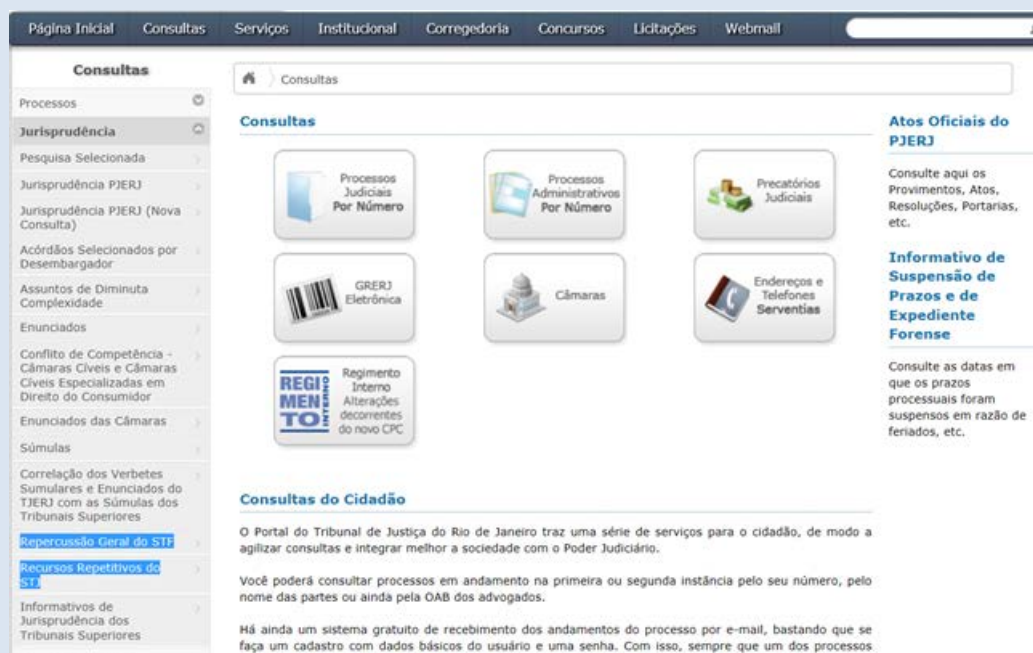 Página Inicial Consultas Serviços Institucional Corregedoria Concursos Licitações Webmail
Consultas
Processos
Jurisprudência
Pesquisa Selecionada
Jurisprudência PJERJ
Jurisprudência PJERJ (Nova
Consulta)
Acórdãos Selecionados por
Desembargador
Assuntos de Diminuta
Complexidade
Enunciados
Conflito de Competência -
Câmaras Cíveis e Câmaras
Cíveis Especializadas em
Direito do Consumidor
Enunciados das Câmaras
Súmulas
Correlação dos Verbetes
Sumulares e Enunciados do
TJERJ com as Súmulas dos
Tribunais Superiores
Repercussão Geral do STF
Recursos Repetitivos do
STJ
Informativos de
Jurisprudência dos
Tribunais Superiores
Consultas
Consultas
Processos
Judiciais
Por Número
Processos
Administrativos
Por Número
Precatórios
Judiciais
GRERJ
Eletrônica
Câmaras
Endereços e
Telefones
Serventias
REGI
MEN
TO
INTERNO
Regimento
Interno
Alterações
decorrentes
do novo CPC
Consultas do Cidadão
O Portal do Tribunal de Justiça do Rio de Janeiro traz uma série de serviços para o cidadão, de modo a
agilizar consultas e integrar melhor a sociedade com o Poder Judiciário.
Você poderá consultar processos em andamento na primeira ou segunda instância pelo seu número, pelo
nome das partes ou ainda pela OAB dos advogados.
Há ainda um sistema gratuito de recebimento dos andamentos do processo por e-mail, bastando que se
faça um cadastro com dados básicos do usuário e uma senha. Com isso, sempre que um dos processos
Atos Oficiais do
PJERJ
Consulte aqui os
Provimentos, Atos,
Resoluções, Portarias,
etc.
Informativo de
Suspensão de
Prazos e de
Expediente
Forense
Consulte as datas em
que os prazos
processuais foram
suspensos em razão de
feriados, etc.